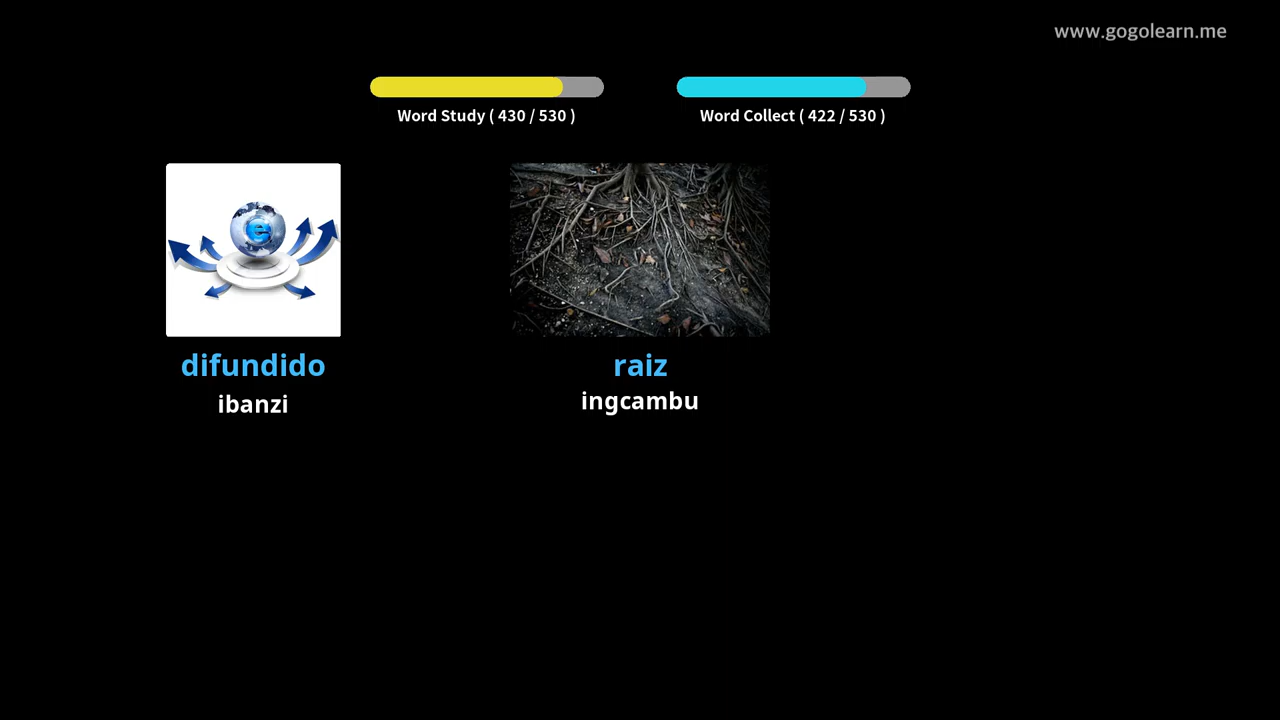 www.gogolearn.me
Word Study ( 430 / 530 )
Word Collect ( 422 / 530 )
e
difundido
raiz
ibanzi
ingcambu